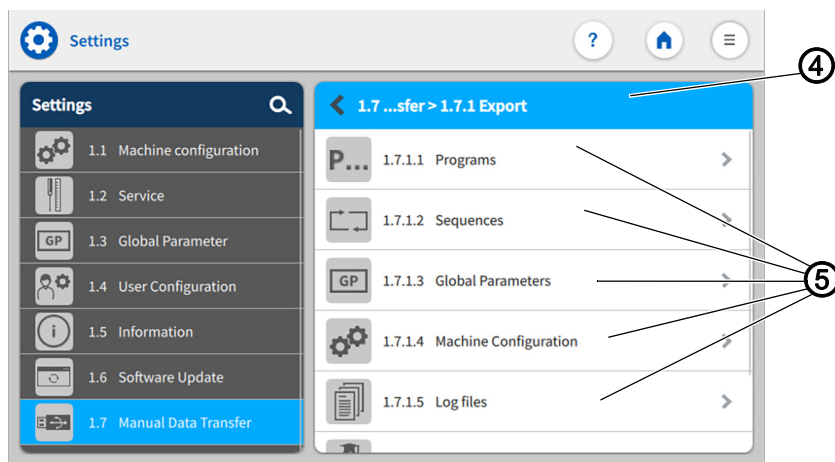 Settings
?
4
Settings
1.1 Machine configuration
1.2 Service
GP 1.3 Global Parameter
1.4 User Configuration
i 1.5 Information
1.6 Software Update
1.7 Manual Data Transfer
1.7 ...sfer > 1.7.1 Export
P... 1.7.1.1 Programs
1.7.1.2 Sequences
GP 1.7.1.3 Global Parameters
1.7.1.4 Machine Configuration
1.7.1.5 Log files
5